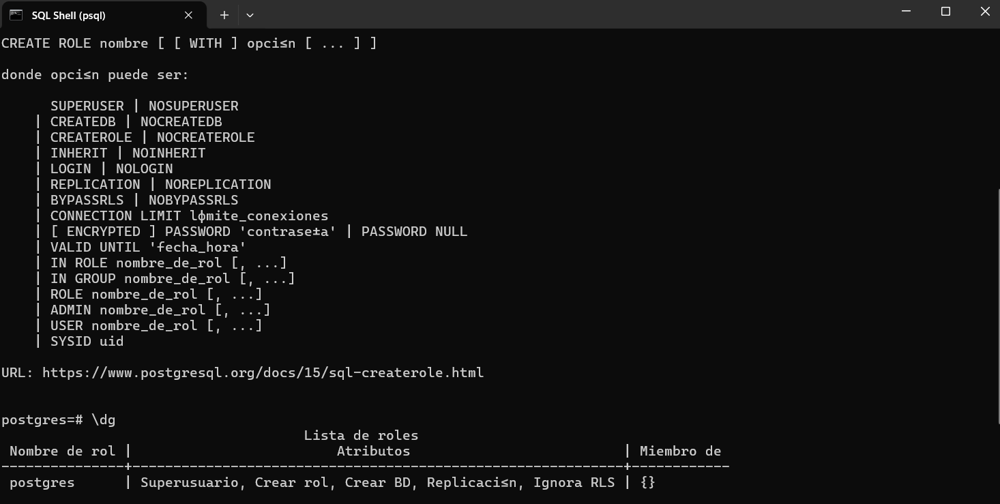 SQL Shell (psql)
CREATE ROLE nombre [ [ WITH ] opci≤n [ ... ] ]
donde opci≤n puede ser:
SUPERUSER | NOSUPERUSER
| CREATEDB | NOCREATEDB
| CREATEROLE | NOCREATEROLE
| INHERIT | NOINHERIT
| LOGIN | NOLOGIN
| REPLICATION | NOREPLICATION
| BYPASSRLS | NOBYPASSRLS
| CONNECTION LIMIT lφmite_conexiones
| [ ENCRYPTED ] PASSWORD 'contrase±a' | PASSWORD NULL
| VALID UNTIL 'fecha_hora'
| IN ROLE nombre_de_rol [, ...]
| IN GROUP nombre_de_rol [, ...]
| ROLE nombre_de_rol [, ...]
| ADMIN nombre_de_rol [, ...]
| USER nombre_de_rol [, ...]
| SYSID uid
URL: https://www.postgresql.org/docs/15/sql-createrole.html
postgres=# \dg
Lista de roles
Nombre de rol | Atributos | Miembro de
---------------+------------------------------------------------------------+------------
postgres | Superusuario, Crear rol, Crear BD, Replicaci≤n, Ignora RLS | {}